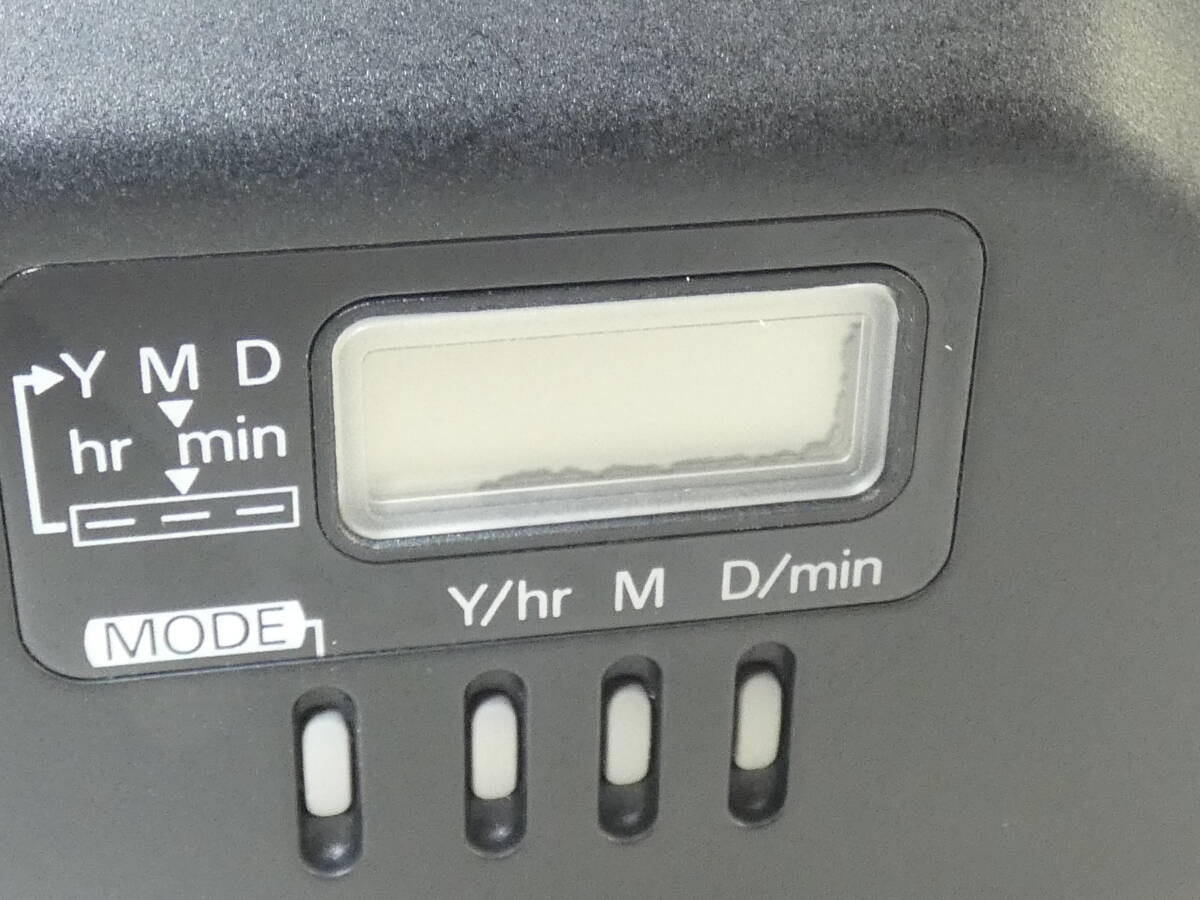 Y M D
hr min
– – –
MODE
Y/hr M D/min